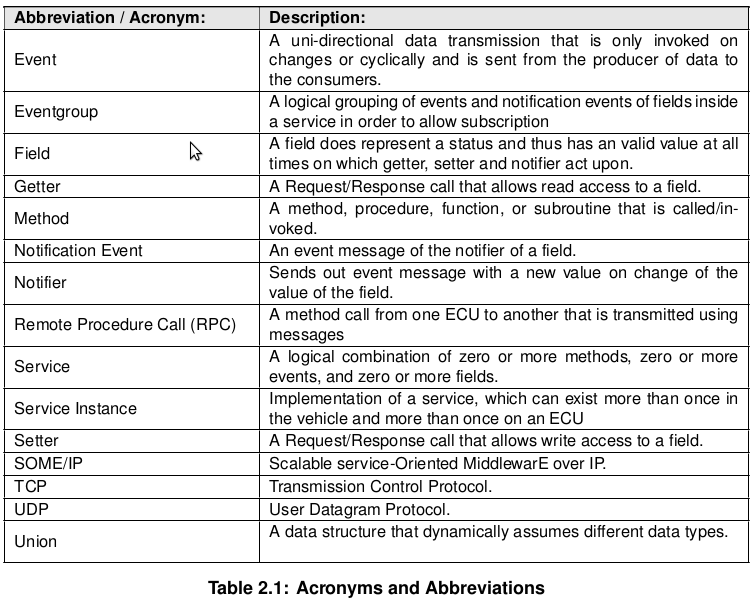 Abbreviation / Acronym: Description:
Event
A uni-directional data transmission that is only invoked on
changes or cyclically and is sent from the producer of data to
the consumers.
Eventgroup
A logical grouping of events and notification events of fields inside
a service in order to allow subscription
Field
A field does represent a status and thus has an valid value at all
times on which getter, setter and notifier act upon.
Getter A Request/Response call that allows read access to a field.
Method
A method, procedure, function, or subroutine that is called/in-
voked.
Notification Event An event message of the notifier of a field.
Notifier
Sends out event message with a new value on change of the
value of the field.
Remote Procedure Call (RPC)
A method call from one ECU to another that is transmitted using
messages
Service
A logical combination of zero or more methods, zero or more
events, and zero or more fields.
Service Instance
Implementation of a service, which can exist more than once in
the vehicle and more than once on an ECU
Setter A Request/Response call that allows write access to a field.
SOME/IP Scalable service-Oriented MiddlewarE over IP.
TCP Transmission Control Protocol.
UDP User Datagram Protocol.
Union A data structure that dynamically assumes different data types.
Table 2.1: Acronyms and Abbreviations